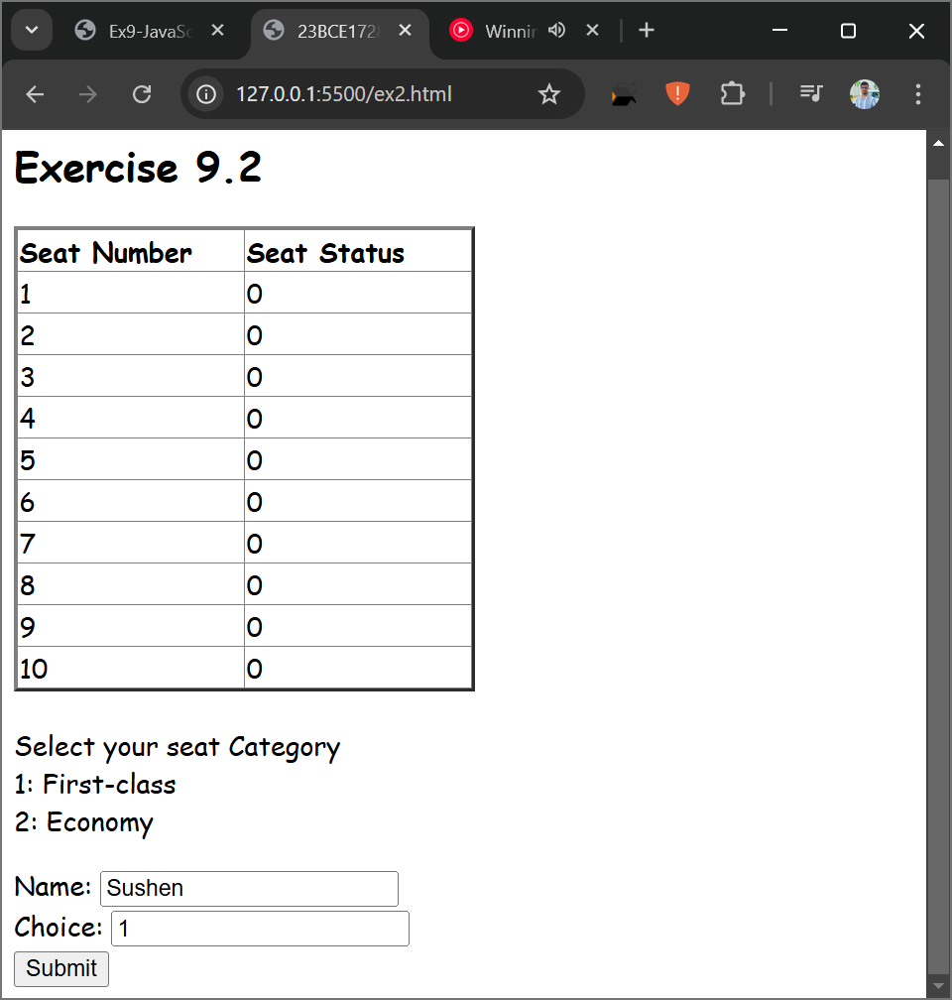 Ex9-JavaSc 23BCE1728 Winnin
127.0.0.1:5500/ex2.html
Exercise 9.2
Seat Number Seat Status
1 0
2 0
3 0
4 0
5 0
6 0
7 0
8 0
9 0
10 0
Select your seat Category
1: First-class
2: Economy
Name: Sushen
Choice: 1
Submit